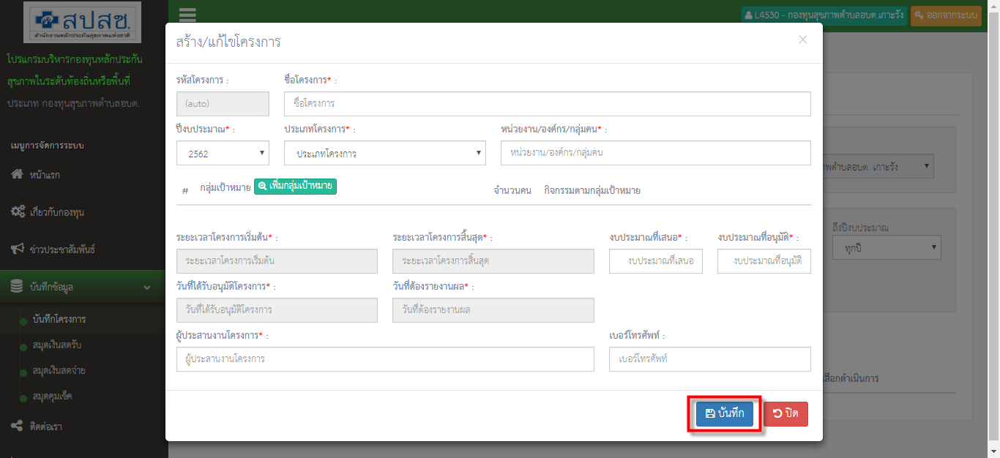 สปสช.
สำนักงานหลักประกันสุขภาพแห่งชาติ
L4530 - กองทุนสุขภาพตำบลอบต.เกาะรัง
ออกจากระบบ
โปรแกรมบริหารกองทุนหลักประกัน
สุขภาพในระดับท้องถิ่นหรือพื้นที่
ประเภท กองทุนสุขภาพตำบลอบต.
เมนูการจัดการระบบ
หน้าแรก
เกี่ยวกับกองทุน
ข่าวประชาสัมพันธ์
บันทึกข้อมูล
บันทึกโครงการ
สมุดเงินสดรับ
สมุดเงินสดจ่าย
สมุดคุมเช็ค
ติดต่อเรา
สร้าง/แก้ไขโครงการ
×
รหัสโครงการ : ชื่อโครงการ* :
(auto) ชื่อโครงการ
ปีงบประมาณ* : ประเภทโครงการ* : หน่วยงาน/องค์กร/กลุ่มคน* :
2562 ประเภทโครงการ หน่วยงาน/องค์กร/กลุ่มคน
# กลุ่มเป้าหมาย เพิ่มกลุ่มเป้าหมาย จำนวนคน กิจกรรมตามกลุ่มเป้าหมาย
ระยะเวลาโครงการเริ่มต้น* : ระยะเวลาโครงการสิ้นสุด* : งบประมาณที่เสนอ* : งบประมาณที่อนุมัติ* :
ระยะเวลาโครงการเริ่มต้น ระยะเวลาโครงการสิ้นสุด งบประมาณที่เสนอ งบประมาณที่อนุมัติ
วันที่ได้รับอนุมัติโครงการ* : วันที่ต้องรายงานผล* :
วันที่ได้รับอนุมัติโครงการ วันที่ต้องรายงานผล
ผู้ประสานงานโครงการ* : เบอร์โทรศัพท์ :
ผู้ประสานงานโครงการ เบอร์โทรศัพท์
บันทึก ปิด
พตำบลอบต. เกาะรัง
ถึงปีงบประมาณ
ทุกปี
ลือกดำเนินการ